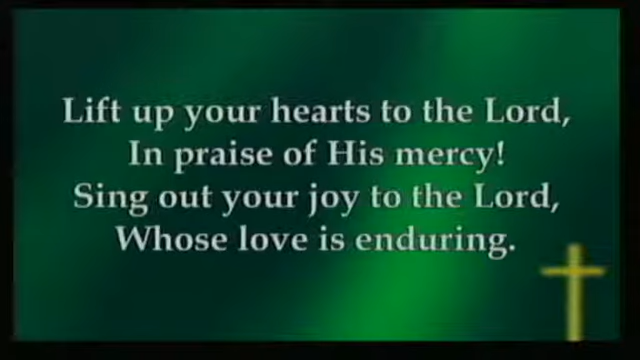 Lift up your hearts to the Lord,
In praise of His mercy!
Sing out your joy to the Lord,
Whose love is enduring.